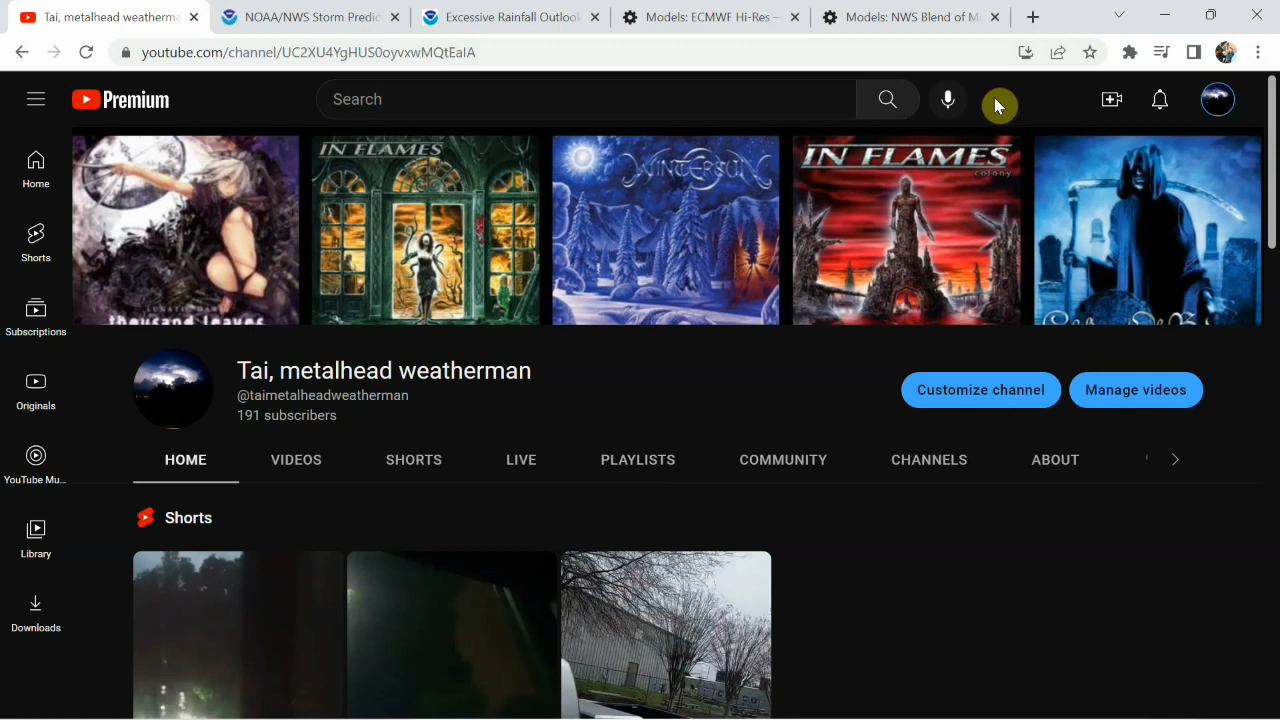 Tai, metalhead weatherma
NOAA/NWS Storm Predic
Excessive Rainfall Outlook
Models: ECMWF Hi-Res —
Models: NWS Blend of M
youtube.com/channel/UC2XU4YgHUS0oyvxwMQtEaIA
Premium
Search
Home
Shorts
Subscriptions
Originals
YouTube Mu...
Library
Downloads
IN FLAMES
WINTERSUN
IN FLAMES
colony
thousand leaves
Tai, metalhead weatherman
@taimetalheadweatherman
191 subscribers
Customize channel
Manage videos
HOME VIDEOS SHORTS LIVE PLAYLISTS COMMUNITY CHANNELS ABOUT
Shorts